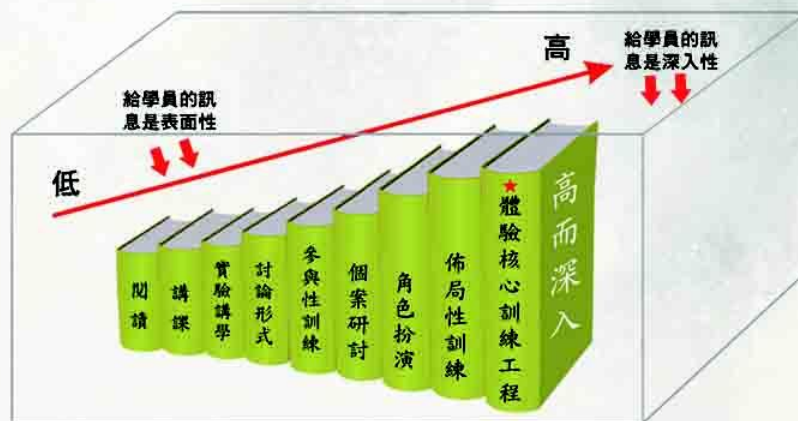 高
給學員的訊
息是深入性
給學員的訊
息是表面性
低
閱讀
講課
實驗講學
討論形式
參與性訓練
個案研討
角色扮演
佈局性訓練
★體驗核心訓練工程
高而深入